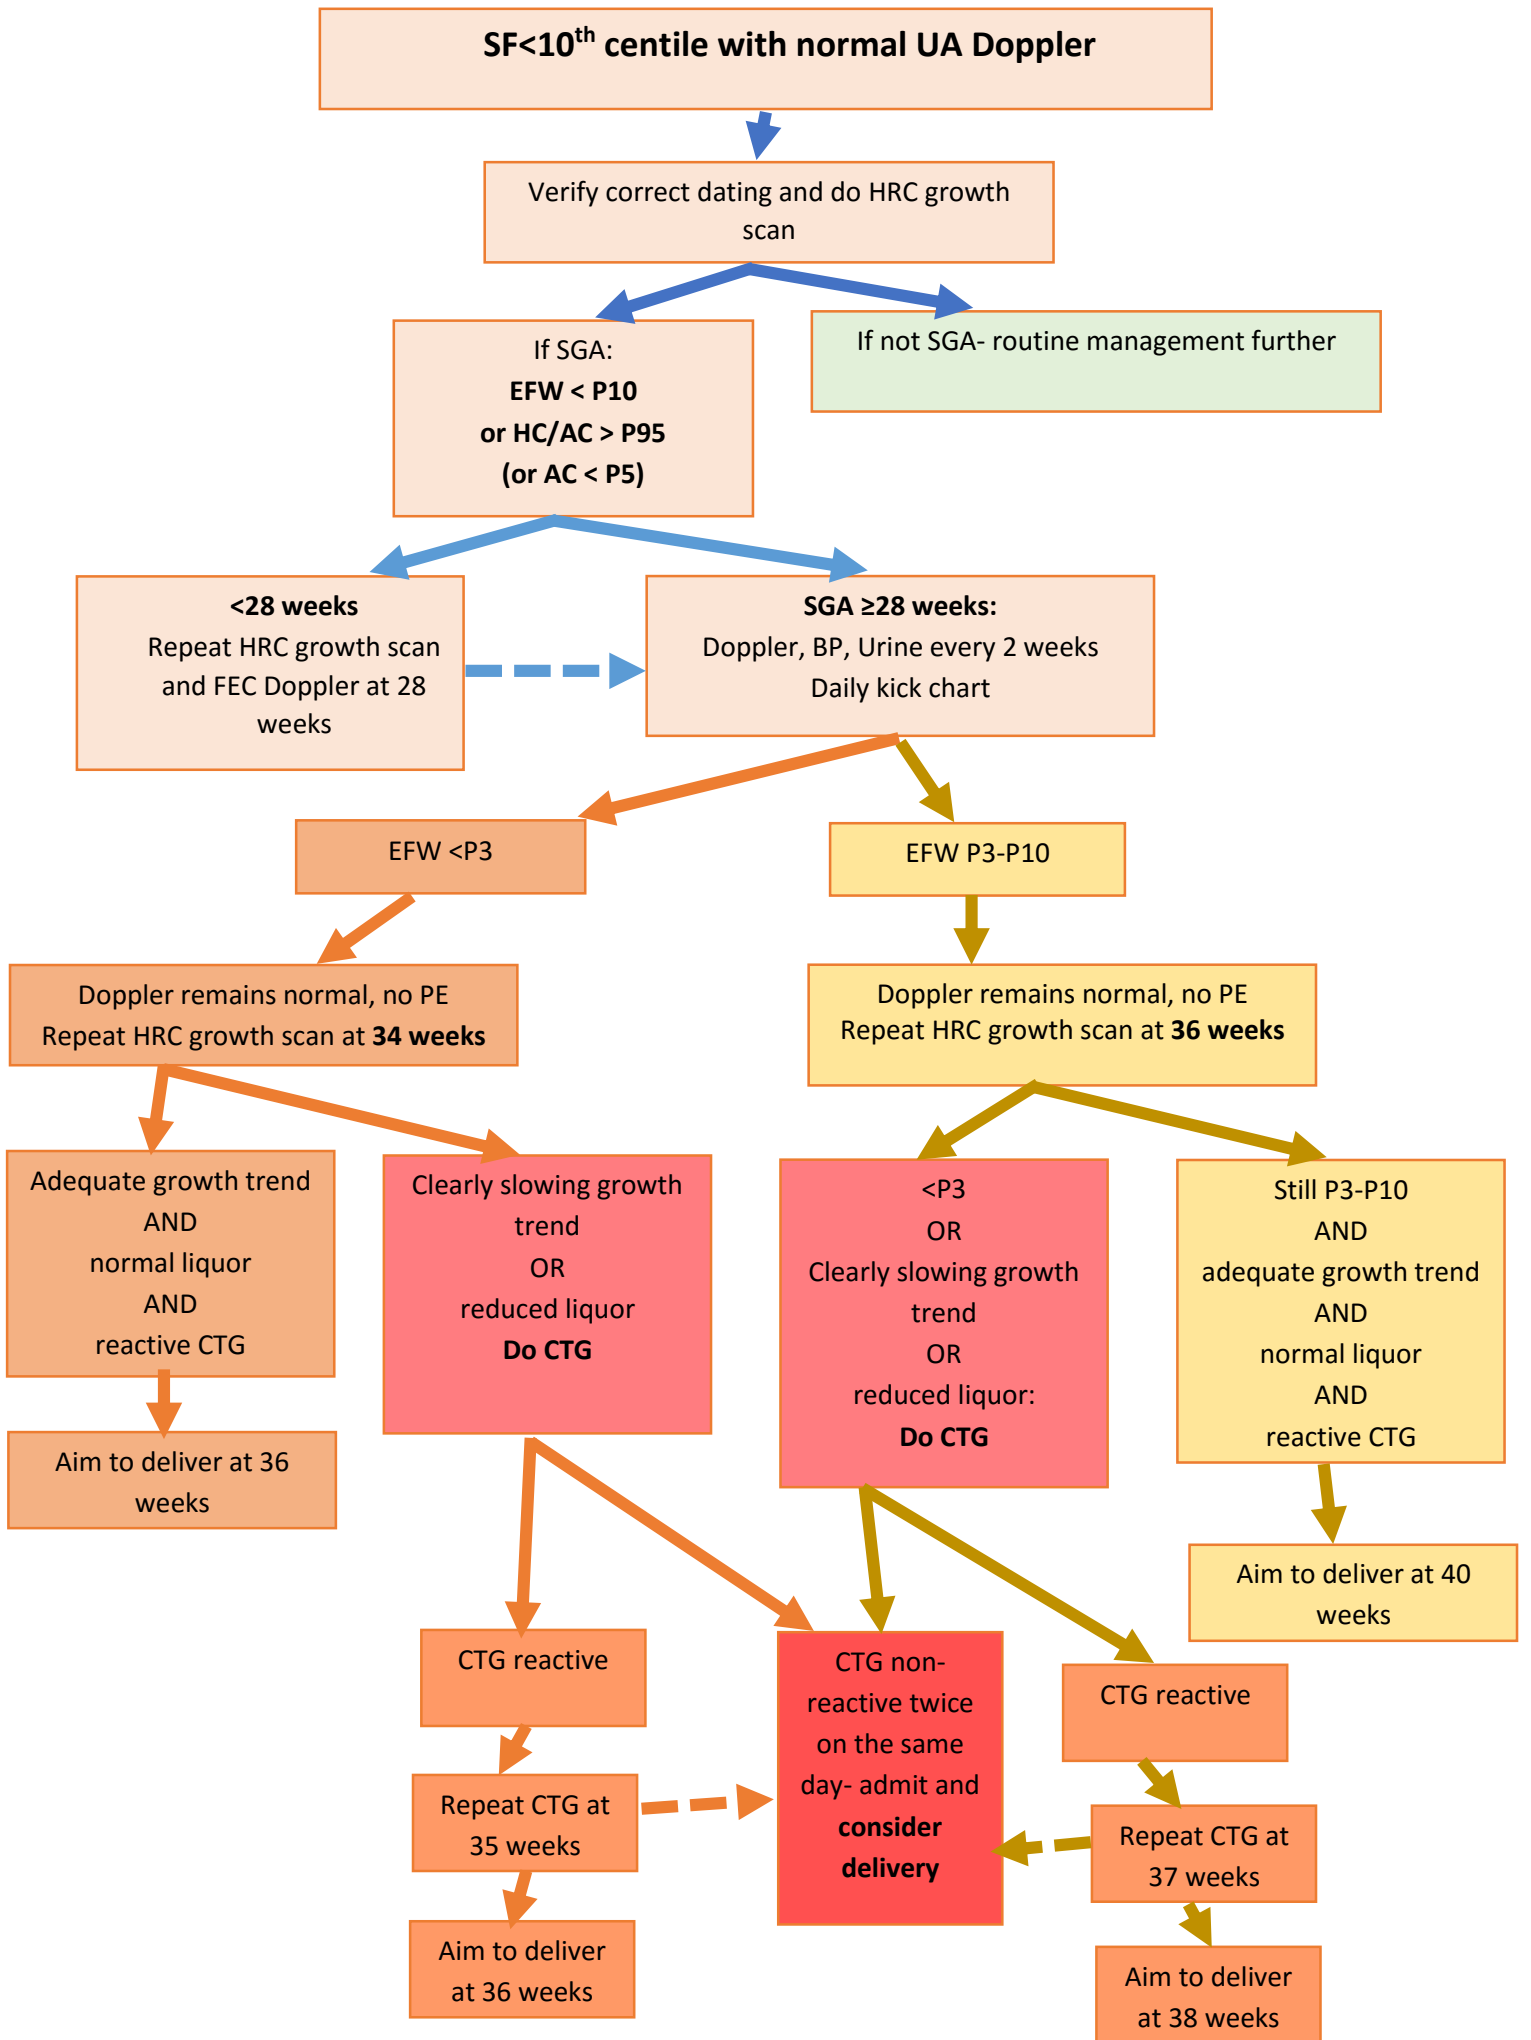 SF<10th centile with normal UA Doppler
Verify correct dating and do HRC growth
scan
If SGA:
EFW < P10
or HC/AC > P95
(or AC < P5)
If not SGA- routine management further
<28 weeks
Repeat HRC growth scan
and FEC Doppler at 28
weeks
SGA ≥28 weeks:
Doppler, BP, Urine every 2 weeks
Daily kick chart
EFW <P3
EFW P3-P10
Doppler remains normal, no PE
Repeat HRC growth scan at 34 weeks
Doppler remains normal, no PE
Repeat HRC growth scan at 36 weeks
Adequate growth trend
AND
normal liquor
AND
reactive CTG
Clearly slowing growth
trend
OR
reduced liquor
Do CTG
<P3
OR
Clearly slowing growth
trend
OR
reduced liquor:
Do CTG
Still P3-P10
AND
adequate growth trend
AND
normal liquor
AND
reactive CTG
Aim to deliver at 36
weeks
Aim to deliver at 40
weeks
CTG reactive
CTG non-
reactive twice
on the same
day- admit and
consider
delivery
CTG reactive
Repeat CTG at
35 weeks
Repeat CTG at
37 weeks
Aim to deliver
at 36 weeks
Aim to deliver
at 38 weeks